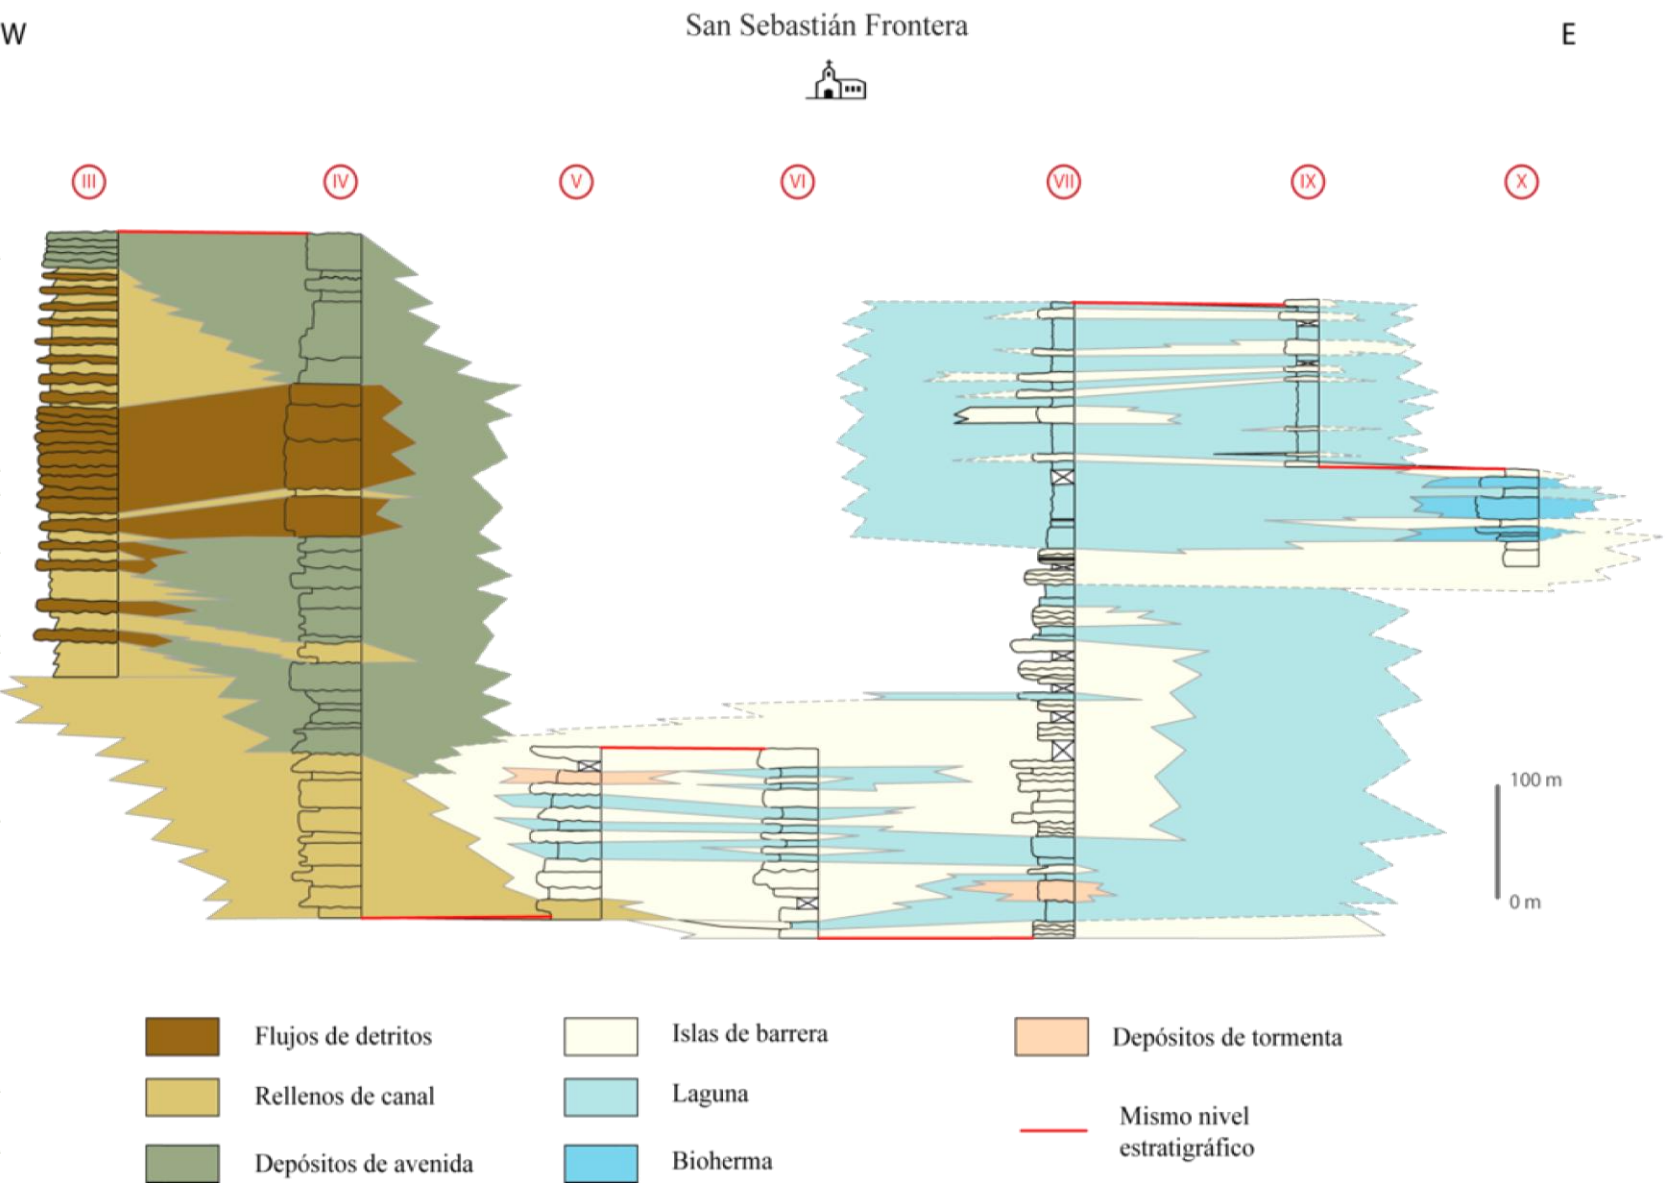 San Sebastián Frontera
W
E
III
IV
V
VI
VII
IX
X
100 m
0 m
Flujos de detritos
Rellenos de canal
Depósitos de avenida
Islas de barrera
Laguna
Bioherma
Depósitos de tormenta
Mismo nivel
estratigráfico